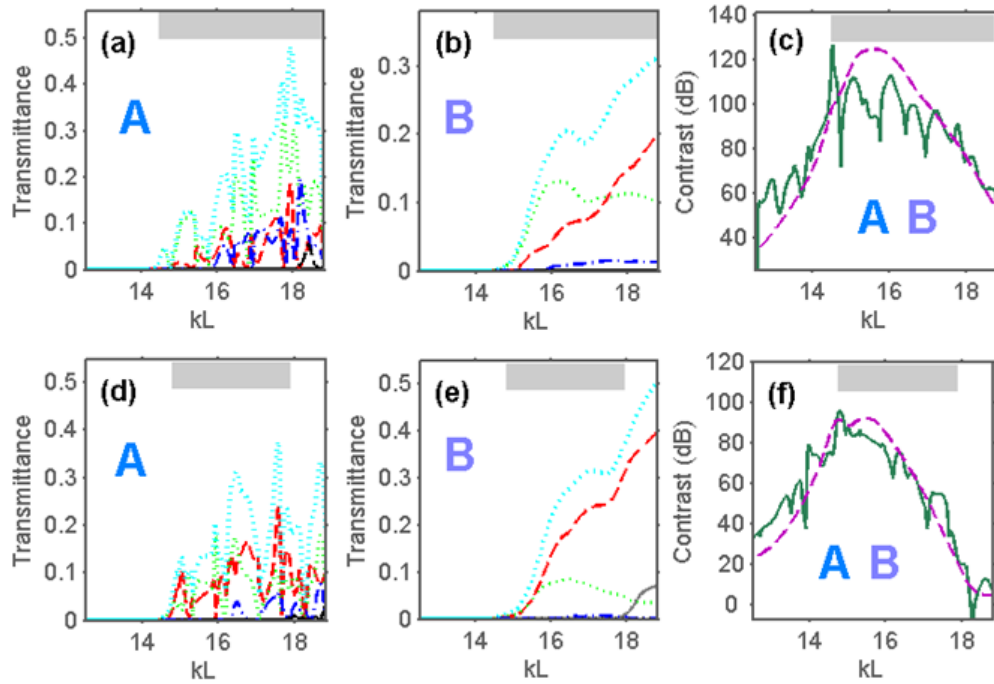 (a)
A
Transmittance
0.5
0.4
0.3
0.2
0.1
0
14 16 18
kL
(b)
B
Transmittance
0.3
0.2
0.1
0
14 16 18
kL
(c)
A B
Contrast (dB)
140
120
100
80
60
40
14 16 18
kL
(d)
A
Transmittance
0.5
0.4
0.3
0.2
0.1
0
14 16 18
kL
(e)
B
Transmittance
0.5
0.4
0.3
0.2
0.1
0
14 16 18
kL
(f)
A B
Contrast (dB)
120
100
80
60
40
20
0
14 16 18
kL